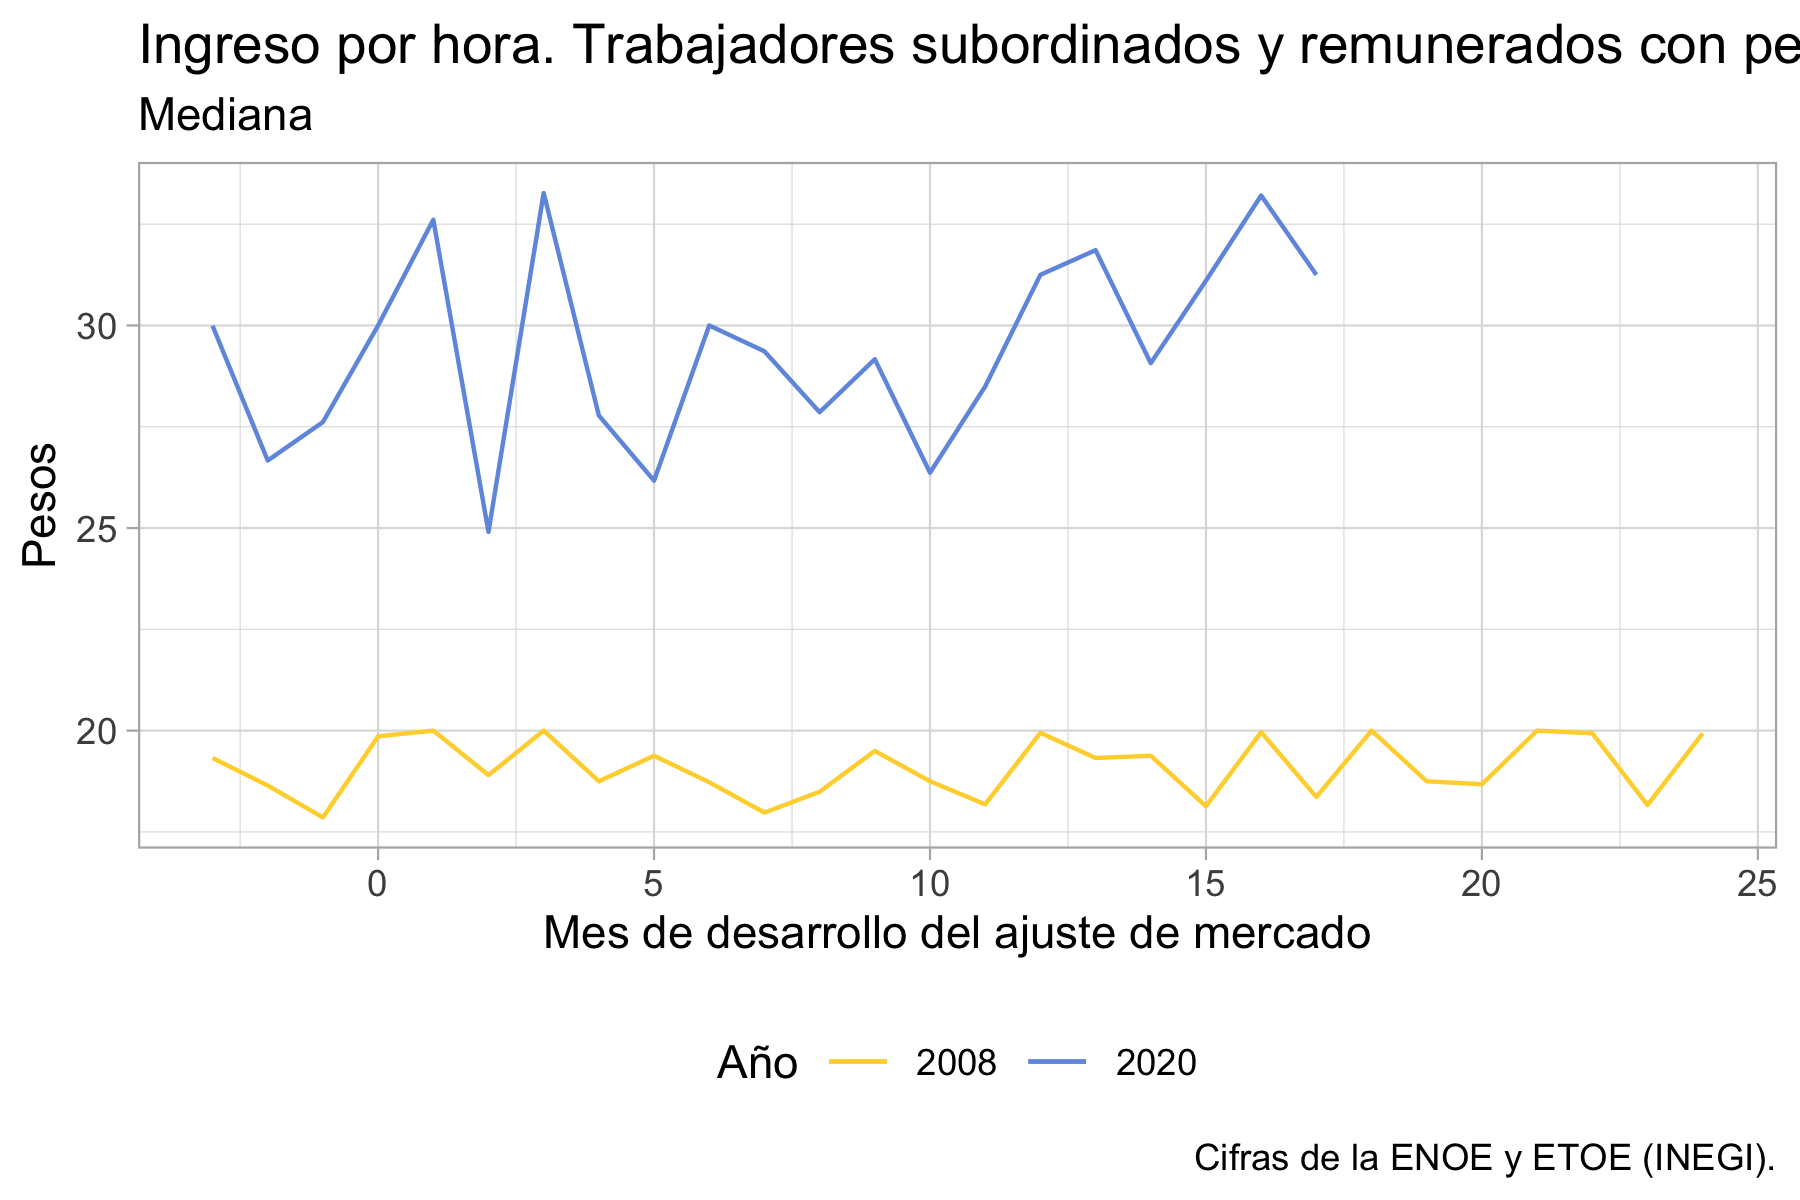 Ingreso por hora. Trabajadores subordinados y remunerados con pe
Mediana
Pesos
30
25
20
0 5 10 15 20 25
Mes de desarrollo del ajuste de mercado
Año 2008 2020
Cifras de la ENOE y ETOE (INEGI).